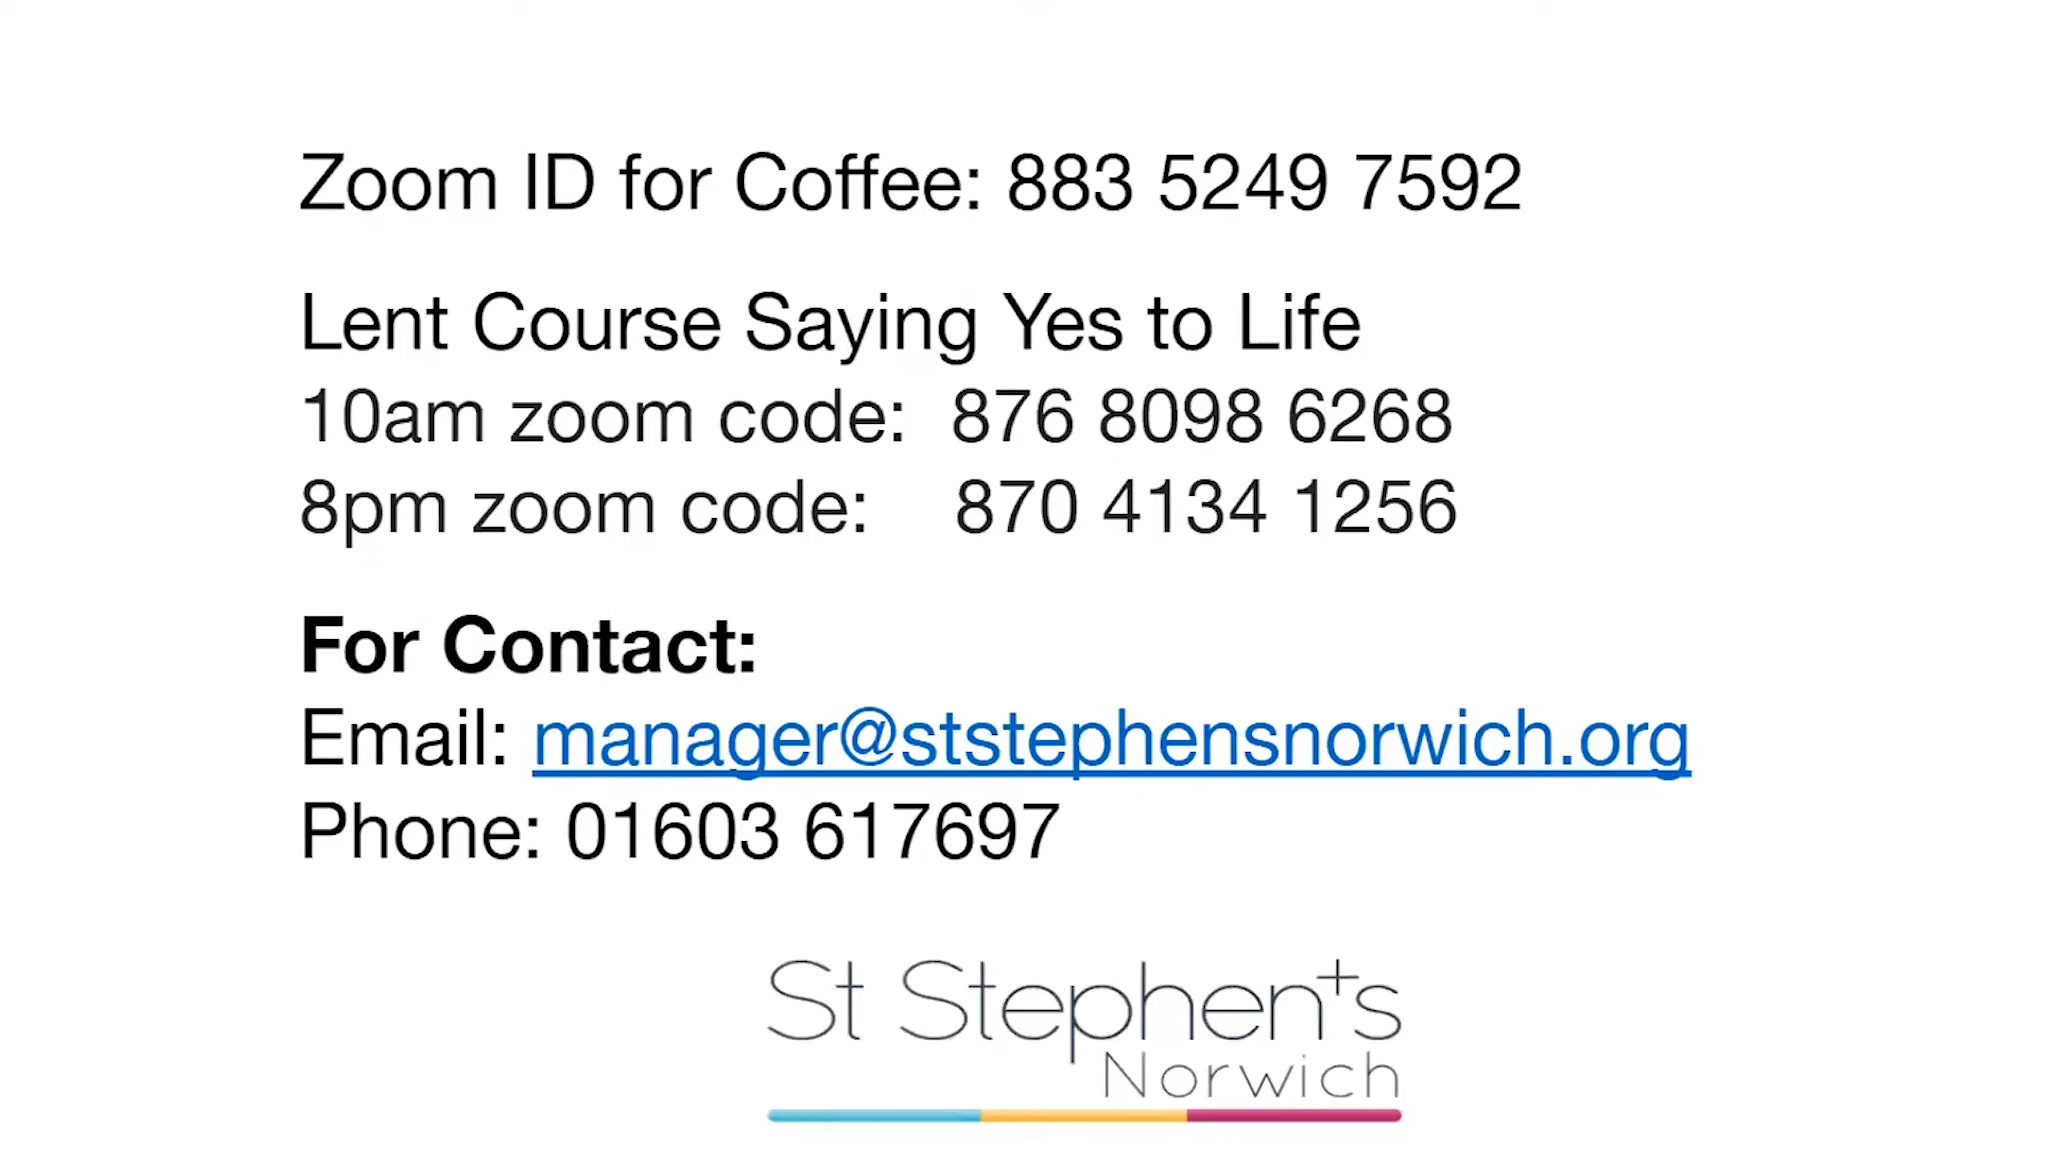 Zoom ID for Coffee: 883 5249 7592
Lent Course Saying Yes to Life
10am zoom code: 876 8098 6268
8pm zoom code: 870 4134 1256
For Contact:
Email: manager@ststephensnorwich.org
Phone: 01603 617697
St Stephen's
Norwich